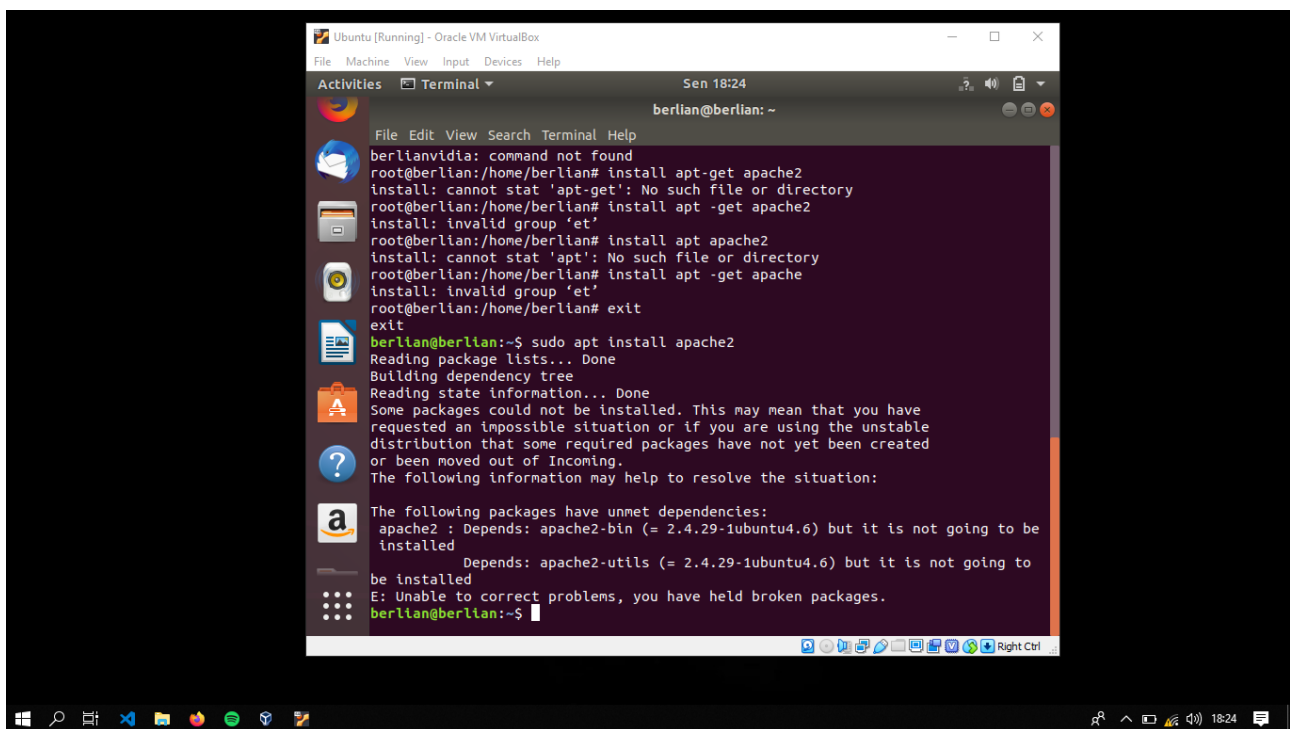 Ubuntu [Running] - Oracle VM VirtualBox
File Machine View Input Devices Help
Activities Terminal Sen 18:24
berlian@berlian: ~
File Edit View Search Terminal Help
berlianvidia: command not found
root@berlian:/home/berlian# install apt-get apache2
install: cannot stat 'apt-get': No such file or directory
root@berlian:/home/berlian# install apt -get apache2
install: invalid group ‘et’
root@berlian:/home/berlian# install apt apache2
install: cannot stat 'apt': No such file or directory
root@berlian:/home/berlian# install apt -get apache
install: invalid group ‘et’
root@berlian:/home/berlian# exit
exit
berlian@berlian:~$ sudo apt install apache2
Reading package lists... Done
Building dependency tree
Reading state information... Done
Some packages could not be installed. This may mean that you have
requested an impossible situation or if you are using the unstable
distribution that some required packages have not yet been created
or been moved out of Incoming.
The following information may help to resolve the situation:
The following packages have unmet dependencies:
apache2 : Depends: apache2-bin (= 2.4.29-1ubuntu4.6) but it is not going to be
installed
Depends: apache2-utils (= 2.4.29-1ubuntu4.6) but it is not going to
be installed
E: Unable to correct problems, you have held broken packages.
berlian@berlian:~$
Right Ctrl
18:24